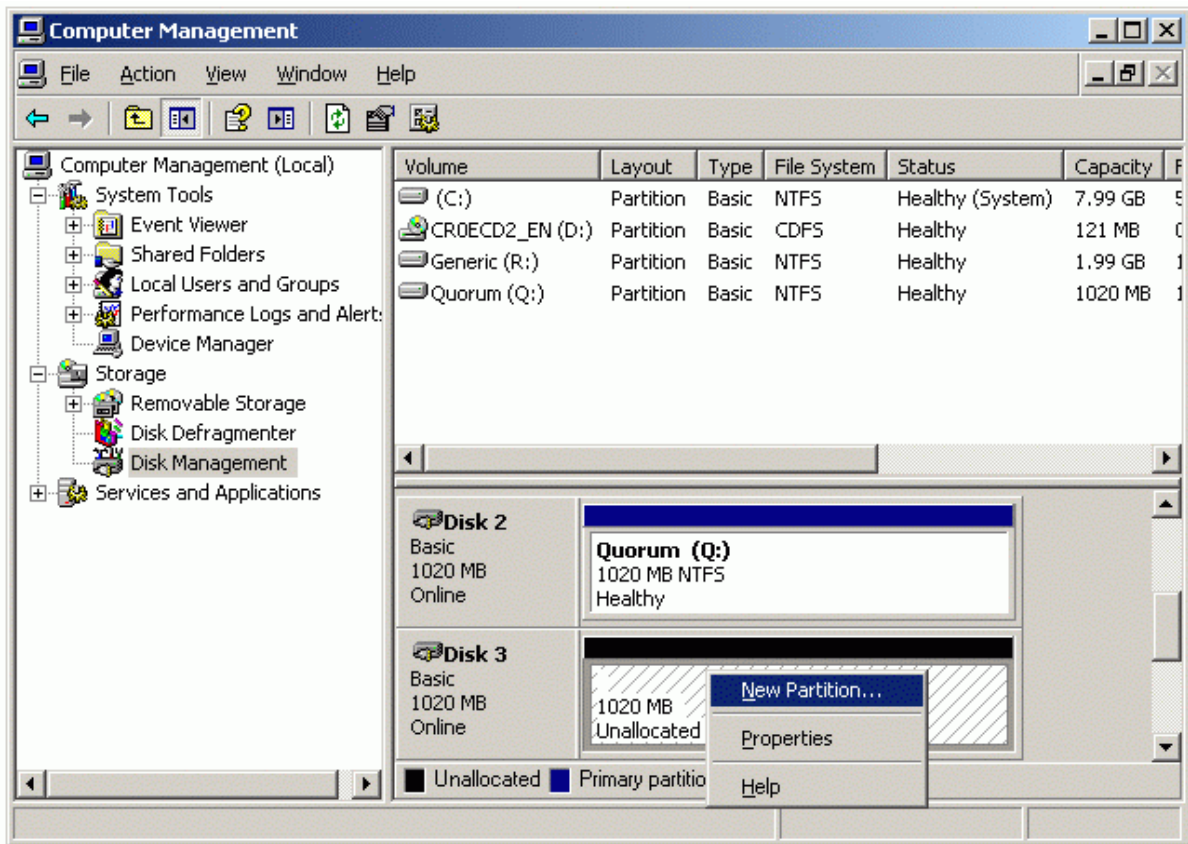 Computer Management
File Action View Window Help
Computer Management (Local)
System Tools
Event Viewer
Shared Folders
Local Users and Groups
Performance Logs and Alert
Device Manager
Storage
Removable Storage
Disk Defragmenter
Disk Management
Services and Applications
Volume Layout Type File System Status Capacity F
(C:) Partition Basic NTFS Healthy (System) 7.99 GB 5
CR0ECD2_EN (D:) Partition Basic CDFS Healthy 121 MB
Generic (R:) Partition Basic NTFS Healthy 1.99 GB 1
Quorum (Q:) Partition Basic NTFS Healthy 1020 MB 1
Disk 2
Basic
1020 MB
Online
Quorum (Q:)
1020 MB NTFS
Healthy
Disk 3
Basic
1020 MB
Online
1020 MB
Unallocated
New Partition...
Properties
Help
Unallocated Primary partitio